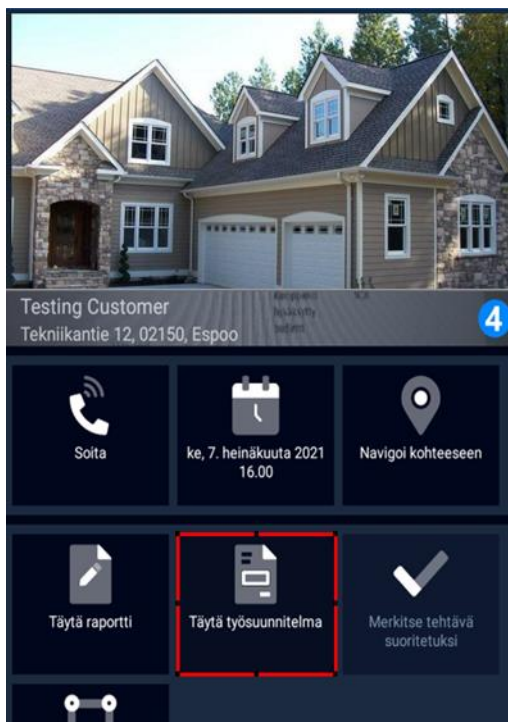 Testing Customer
Tekniikantie 12, 02150, Espoo
4
Soita
ke, 7. heinäkuuta 2021
16.00
Navigoi kohteeseen
Täytä raportti
Täytä työsuunnitelma
Merkitse tehtävä
suoritetuksi